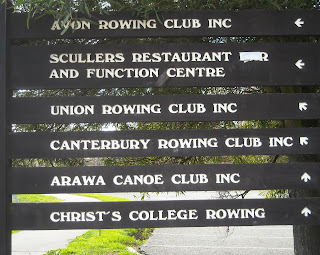 AVON ROWING CLUB INC ←
SCULLERS RESTAURANT
AND FUNCTION CENTRE ←
UNION ROWING CLUB INC ↖
CANTERBURY ROWING CLUB INC ↖
ARAWA CANOE CLUB INC ↑
CHRIST'S COLLEGE ROWING ↑